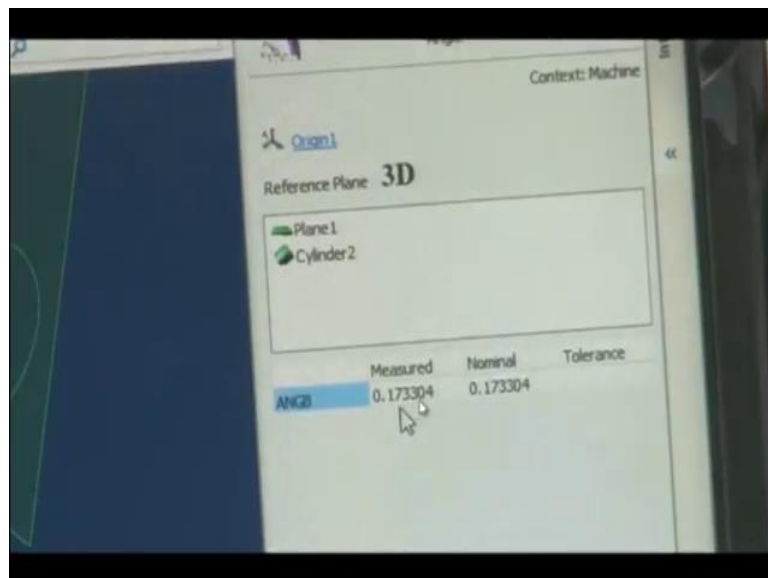 Context: Machine
Origin1
Reference Plane 3D
Plane1
Cylinder2
Measured Nominal Tolerance
ANGB 0.173304 0.173304